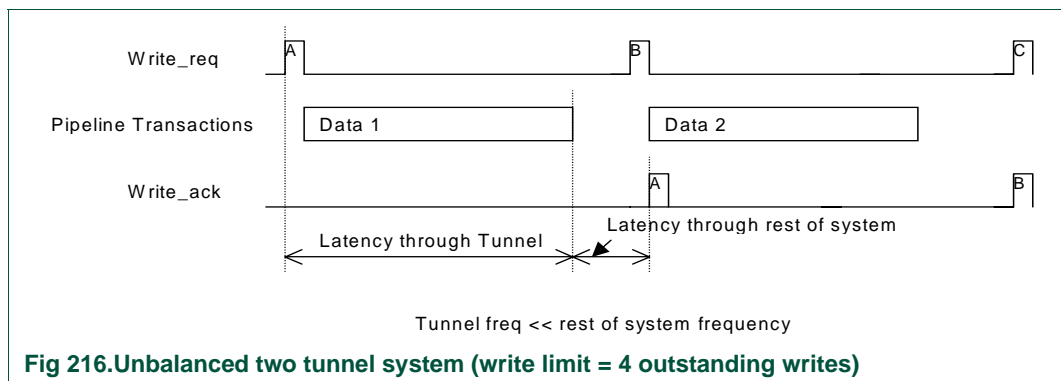 Write_req
A
B
C
Pipeline Transactions
Data 1
Data 2
Write_ack
A
B
Latency through Tunnel
Latency through rest of system
Tunnel freq << rest of system frequency
Fig 216.Unbalanced two tunnel system (write limit = 4 outstanding writes)